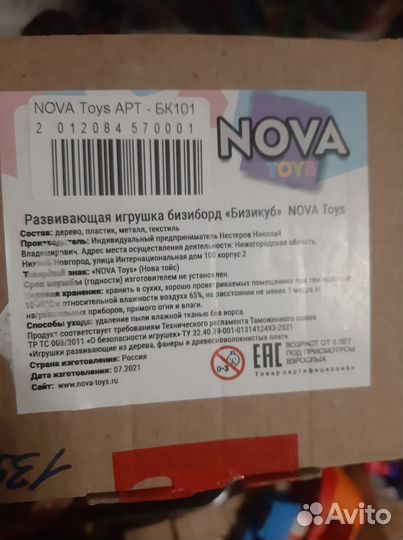 NOVA Toys АРТ - БК101
2 012084 570001
NOVA
TOYS
Развивающая игрушка бизиборд «Бизикуб» NOVA Toys
Состав: дерево, пластик, металл, текстиль
Производитель: Индивидуальный предприниматель Нестеров Николай
Владимирович. Адрес места осуществления деятельности: Нижегородская область,
Нижний Новгород, улица Интернациональная дом 100 корпус 2
Товарный знак: «NOVA Toys» (Нова тойс)
Срок службы (годности) изготовителем не установлен.
Условия хранения: хранить в сухих, хорошо проветриваемых помещениях при
относительной влажности воздуха 65%, на расстоянии не менее 1 метра от
нагревательных приборов, прямого огня и влаги.
Способы ухода: удаление пыли влажной тканью без ворса.
Продукт соответствует требованиям Технического регламента Таможенного союза
ТР ТС 008/2011 «О безопасности игрушек» ТУ 32.40.39-001-0131412493-2021
«Игрушки развивающие из дерева, фанеры и древесноволокнистых плит»
Страна изготовления: Россия
Дата изготовления: 07.2021
Сайт: www.nova-toys.ru
0-3
EAC
ВОЗРАСТ ОТ 3 ЛЕТ
ПОД ПРИСМОТРОМ
ВЗРОСЛЫХ
Товар сертифицирован
139
Avito